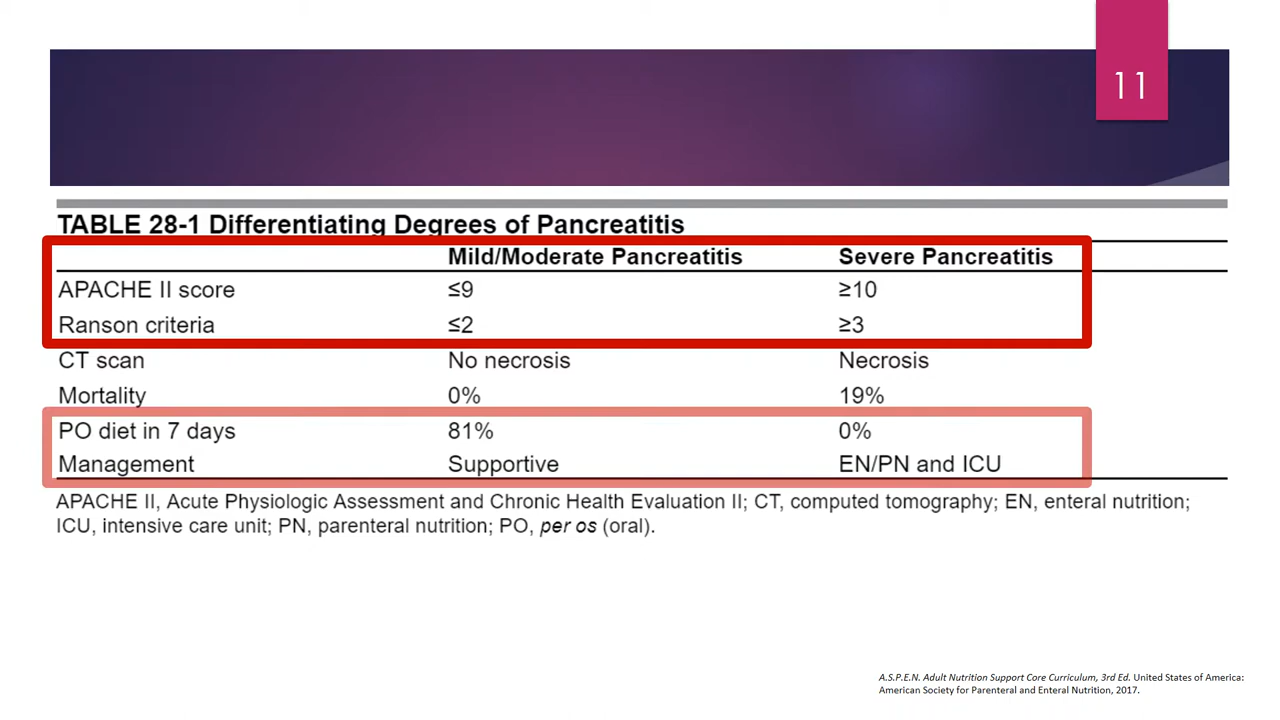 11
TABLE 28-1 Differentiating Degrees of Pancreatitis
Mild/Moderate Pancreatitis Severe Pancreatitis
APACHE II score ≤9 ≥10
Ranson criteria ≤2 ≥3
CT scan No necrosis Necrosis
Mortality 0% 19%
PO diet in 7 days 81% 0%
Management Supportive EN/PN and ICU
APACHE II, Acute Physiologic Assessment and Chronic Health Evaluation II; CT, computed tomography; EN, enteral nutrition;
ICU, intensive care unit; PN, parenteral nutrition; PO, per os (oral).
A.S.P.E.N. Adult Nutrition Support Core Curriculum, 3rd Ed. United States of America:
American Society for Parenteral and Enteral Nutrition, 2017.